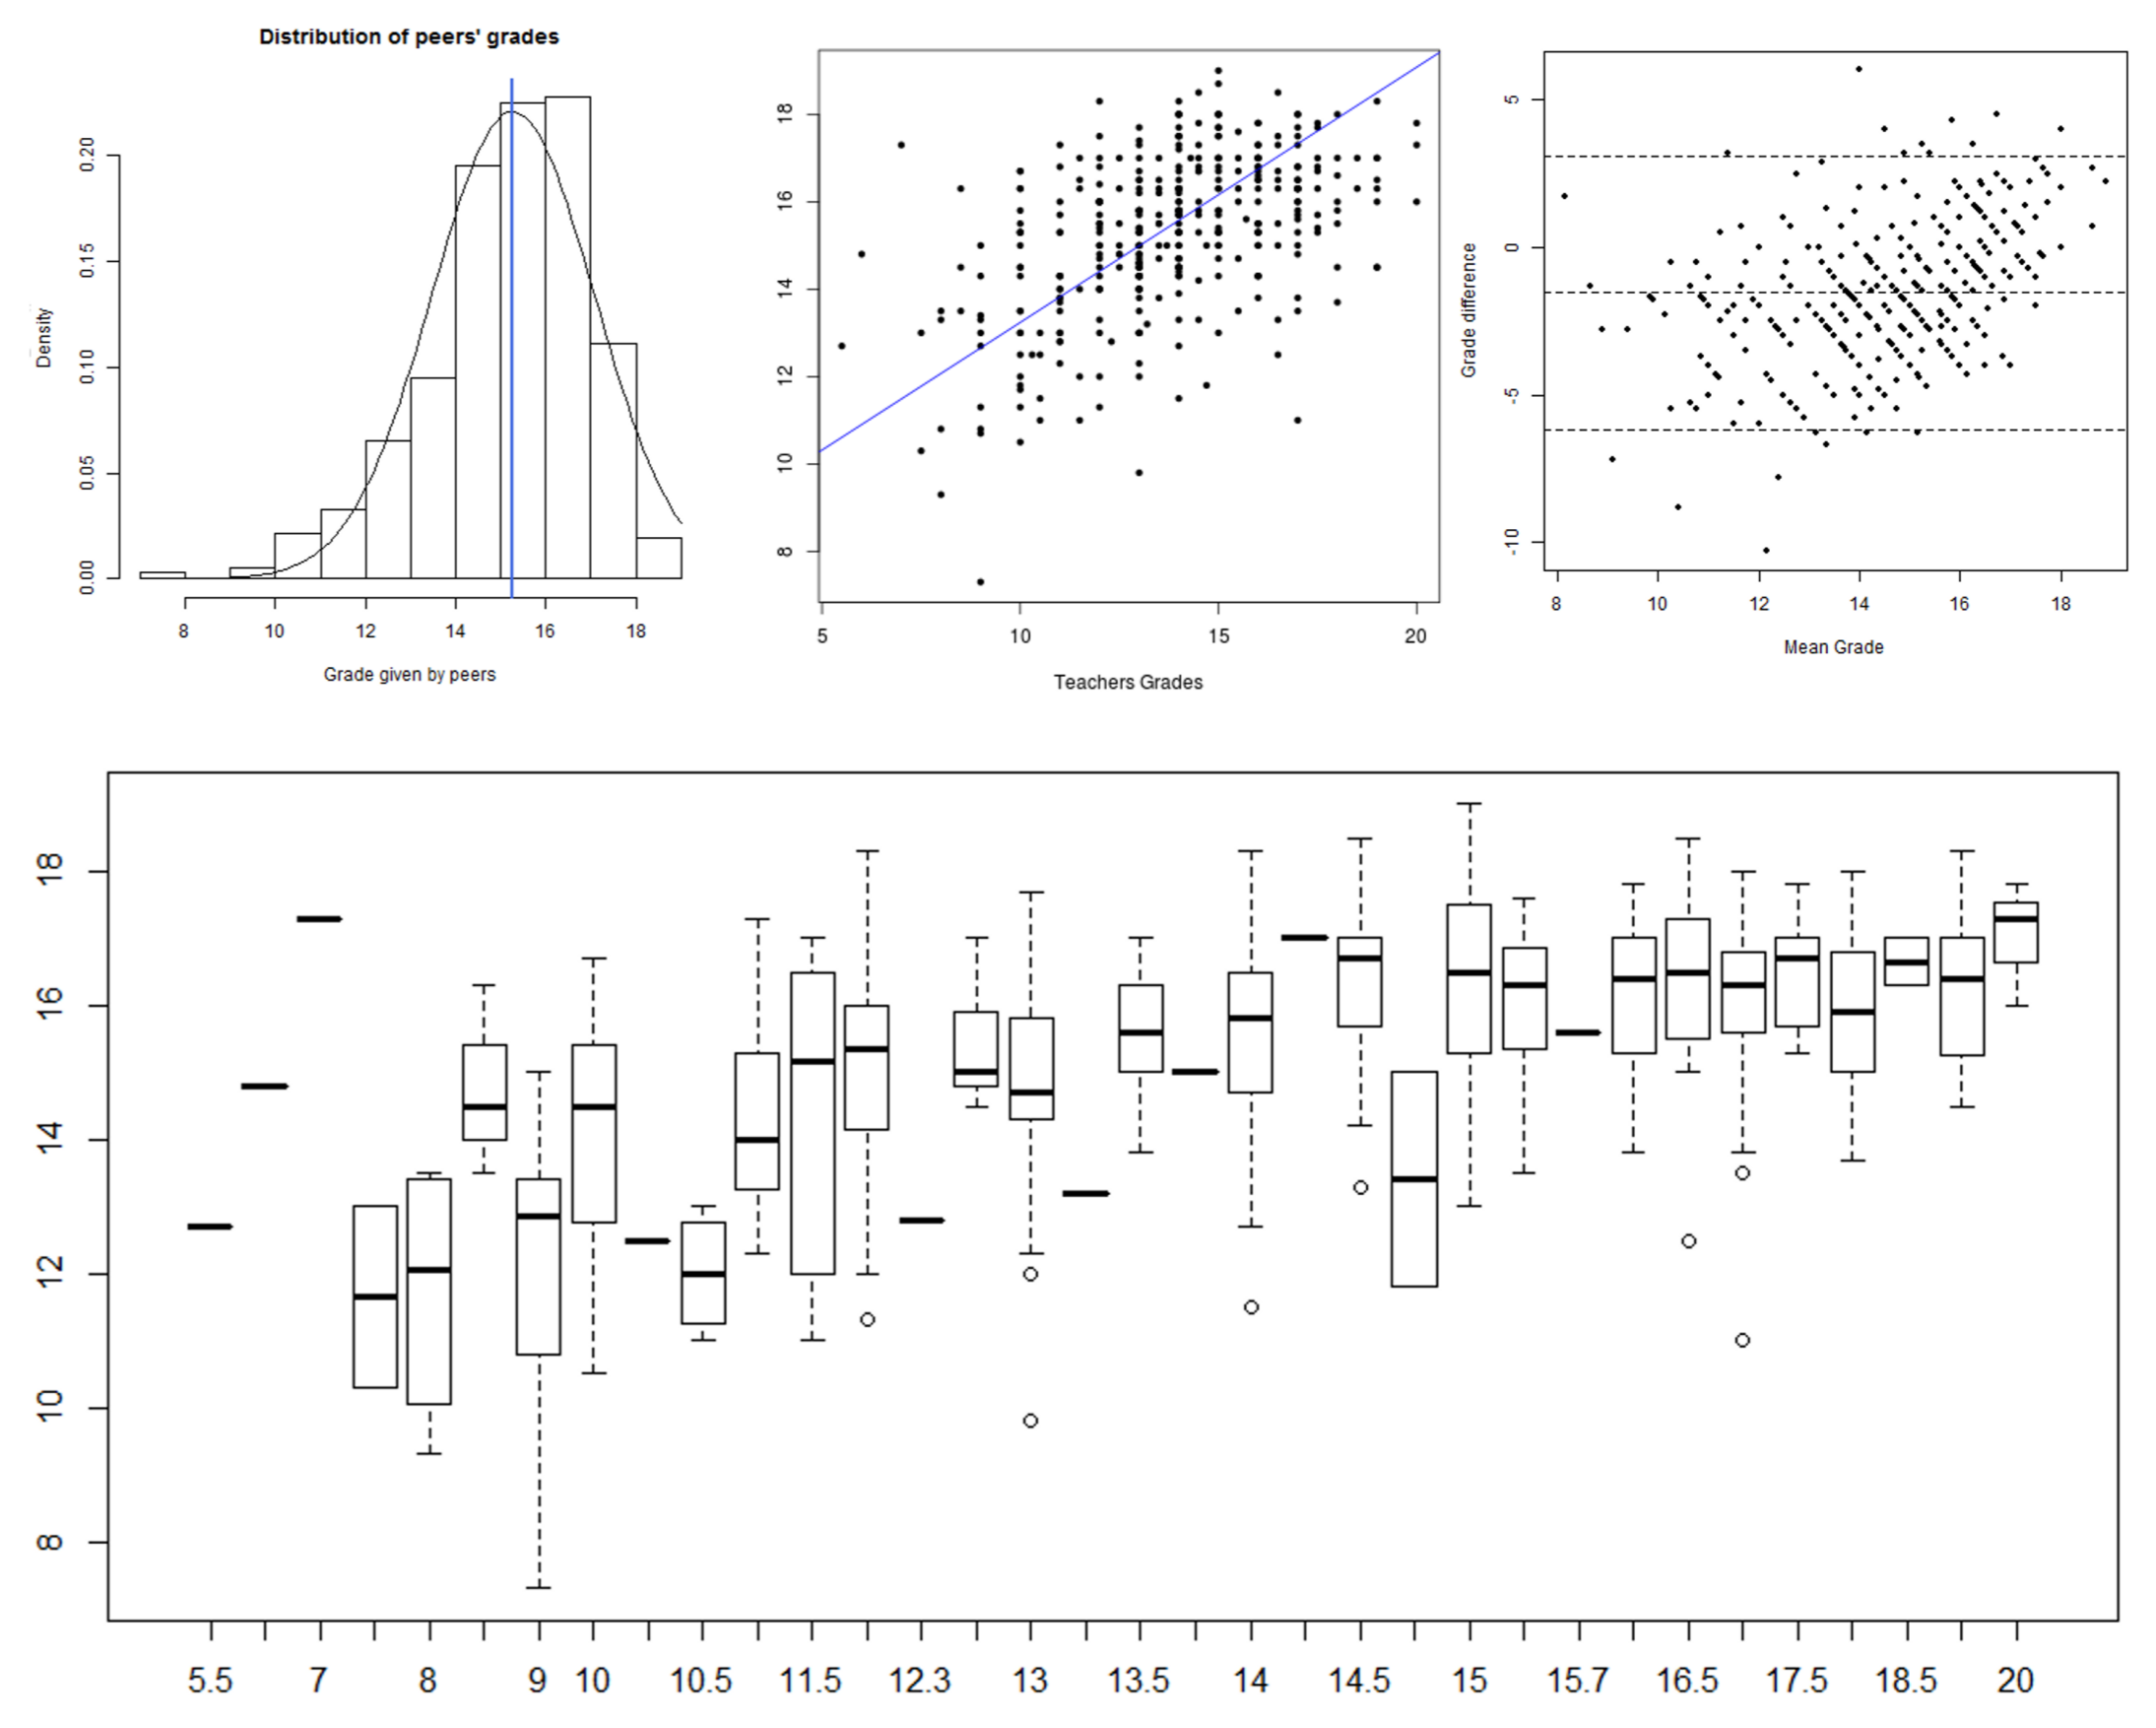 Distribution of peers' grades
Density
0.00 0.05 0.10 0.15 0.20
8 10 12 14 16 18
Grade given by peers
8 10 12 14 16 18
5 10 15 20
Teachers Grades
Grade difference
-10 -5 0 5
8 10 12 14 16 18
Mean Grade
8 10 12 14 16 18
5.5 7 8 9 10 10.5 11.5 12.3 13 13.5 14 14.5 15 15.7 16.5 17.5 18.5 20